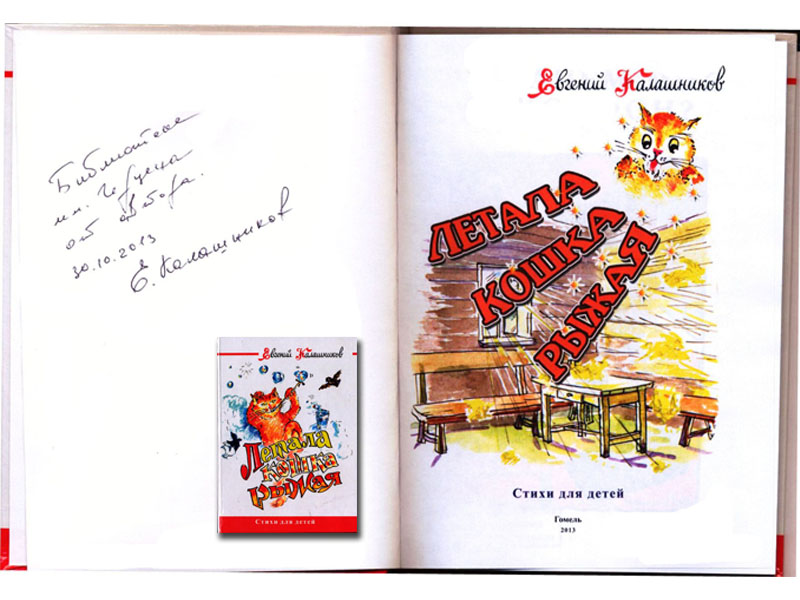 Библиотеке
им. Герцена
от автора.
30.10.2013
Е. Калашников
Евгений Калашников
Летала
кошка
рыжая
Стихи для детей
Евгений Калашников
ЛЕТАЛА
КОШКА
РЫЖАЯ
Стихи для детей
Гомель
2013